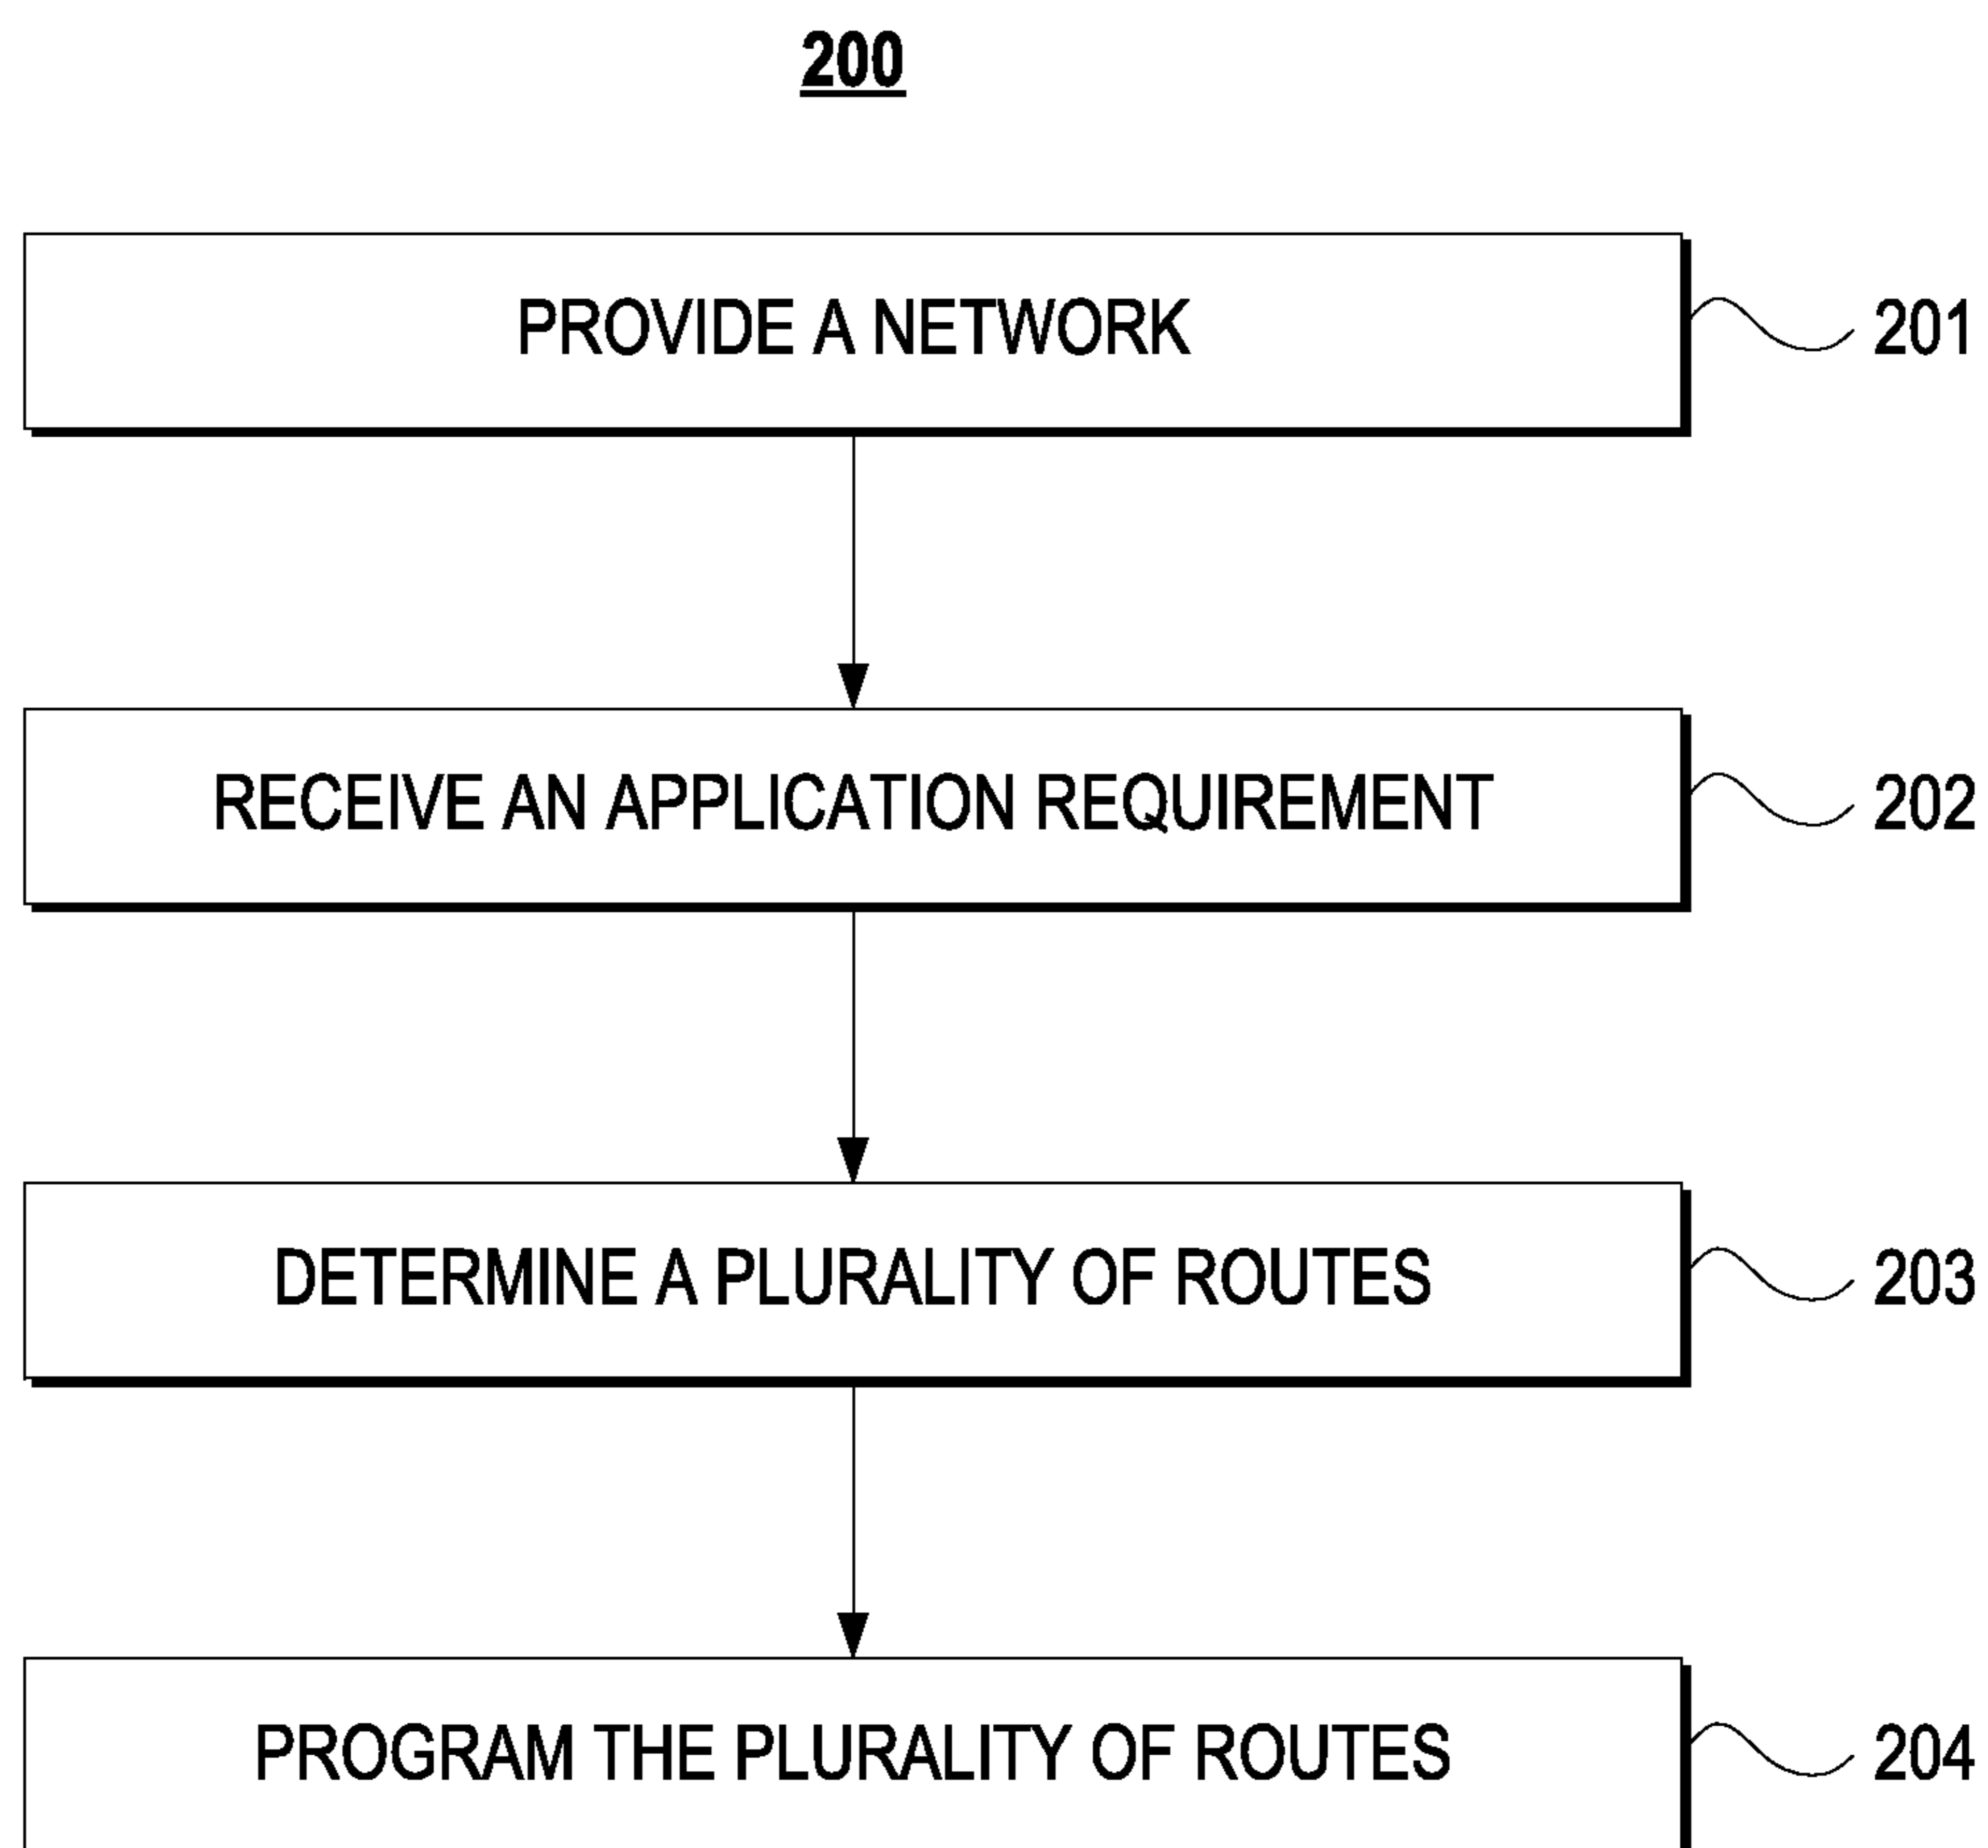 200
PROVIDE A NETWORK
201
RECEIVE AN APPLICATION REQUIREMENT
202
DETERMINE A PLURALITY OF ROUTES
203
PROGRAM THE PLURALITY OF ROUTES
204